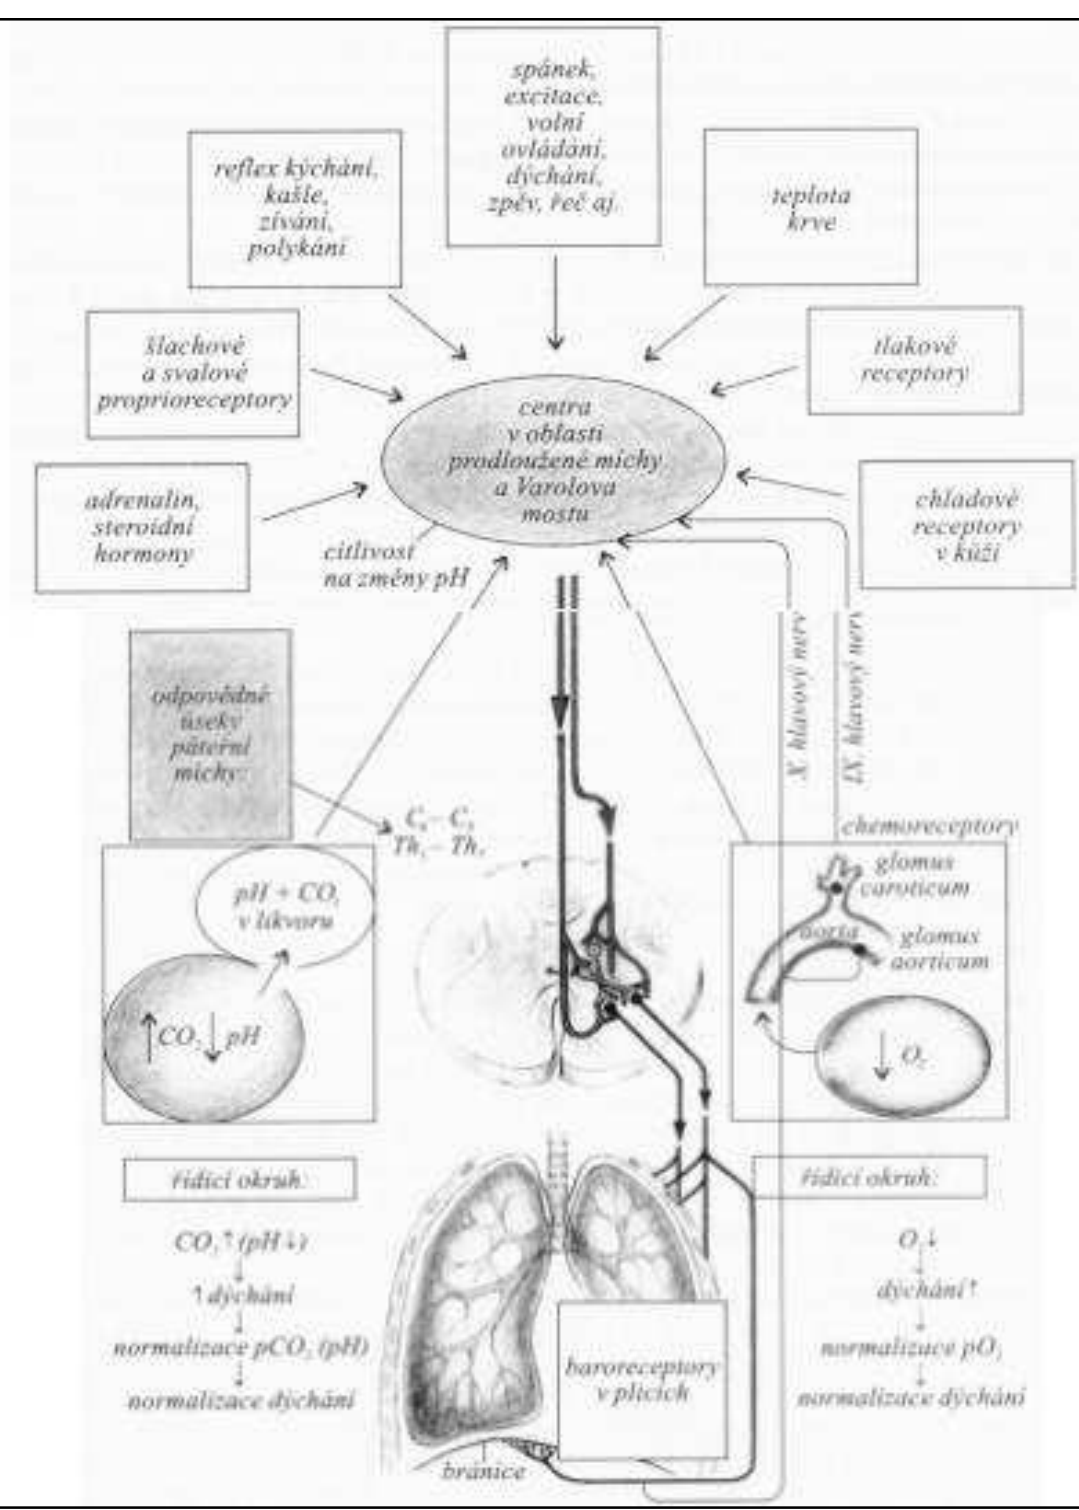 spánek,
excitace,
volní
ovládání,
dýchání,
zpěv, řeč aj.
reflex kýchání,
kašle,
zívání,
polykání
teplota
krve
šlachové
a svalové
proprioreceptory
tlakové
receptory
centra
v oblasti
prodloužené míchy
a Varolova
mostu
adrenalin,
steroidní
hormony
chladové
receptory
v kůži
citlivost
na změny pH
X. hlavový nerv
IX. hlavový nerv
odpovědné
úseky
páteřní
míchy:
chemoreceptory
glomus
caroticum
aorta
glomus
aorticum
pH + CO₂
v likvoru
↑CO₂ ↓pH
↓ O₂
řídící okruh:
CO₂↑ (pH↓)
↑dýchání
normalizace pCO₂ (pH)
normalizace dýchání
řídící okruh:
O₂↓
dýchání↑
normalizace pO₂
normalizace dýchání
baroreceptory
v plicích
bránice